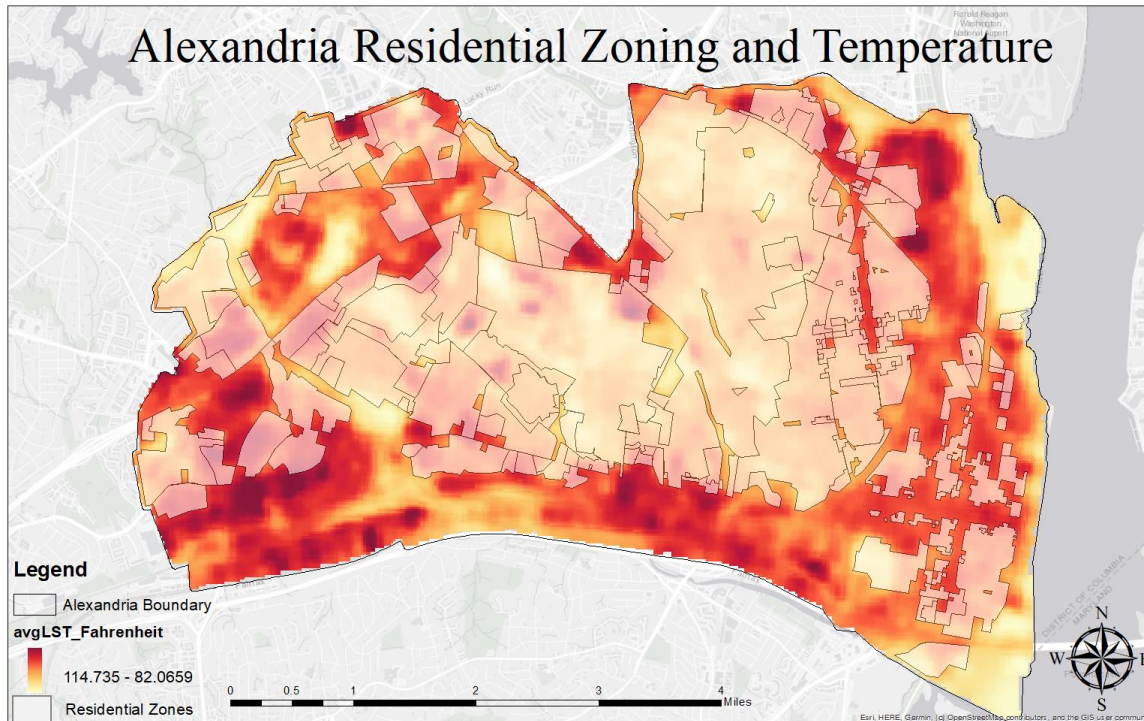 Alexandria Residential Zoning and Temperature
Ronald Reagan
Washington
National Airport
Lucky Run
Legend
Alexandria Boundary
avgLST_Fahrenheit
114.735 - 82.0659
Residential Zones
Fairfax
DISTRICT OF COLUMBIA
MARYLAND
N
W
E
S
0 0.5 1 2 3 4
Miles
Esri, HERE, Garmin, (c) OpenStreetMap contributors, and the GIS user commu